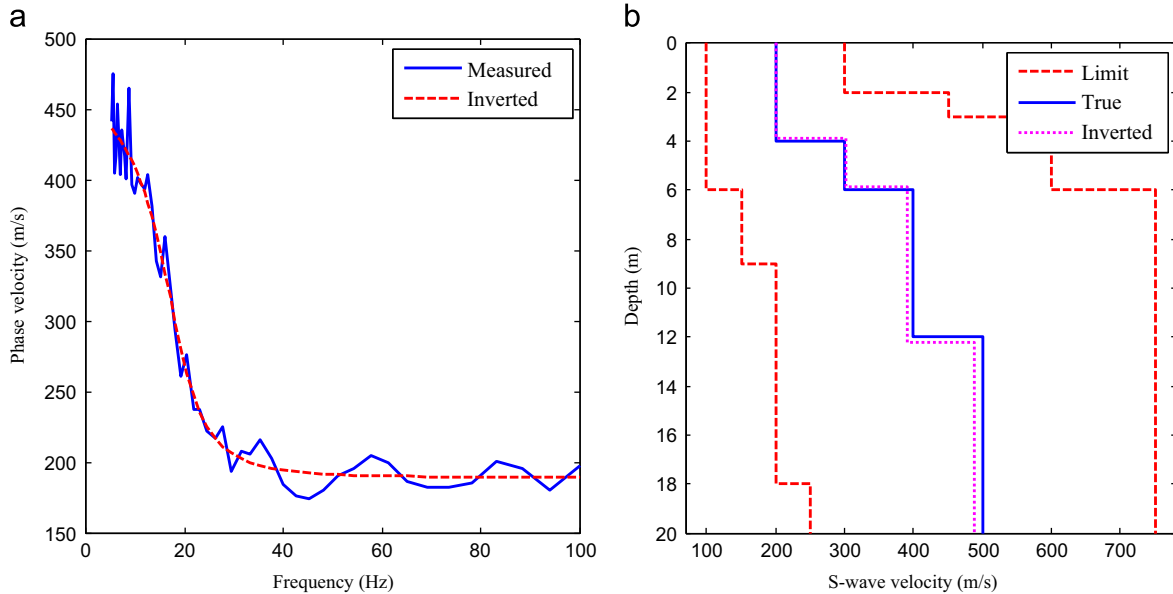 a
500
450
400
350
300
250
200
150
0
20
40
60
80
100
Phase velocity (m/s)
Frequency (Hz)
Measured
Inverted
b
0
2
4
6
8
10
12
14
16
18
20
100
200
300
400
500
600
700
Depth (m)
S-wave velocity (m/s)
Limit
True
Inverted